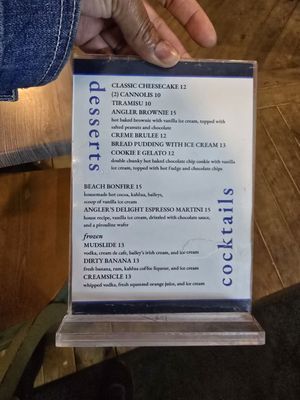 desserts
CLASSIC CHEESECAKE 12
(2) CANNOLIS 10
TIRAMISU 10
ANGLER BROWNIE 15
hot baked brownie with vanilla ice cream, topped with
salted peanuts and chocolate
CREME BRULEE 12
BREAD PUDDING WITH ICE CREAM 13
COOKIE & GELATO 12
double chunky hot baked chocolate chip cookie with vanilla
ice cream, topped with hot fudge and chocolate chips
cocktails
BEACH BONFIRE 15
housemade hot cocoa, kahlua, baileys,
scoop of vanilla ice cream
ANGLER'S DELIGHT ESPRESSO MARTINI 15
house recipe, vanilla ice cream, drizzled with chocolate sauce,
and a pirouline wafer
frozen
MUDSLIDE 13
vodka, creme de cafe, bailey's irish cream, and ice cream
DIRTY BANANA 13
fresh banana, rum, kahlua coffee liqueur, and ice cream
CREAMSICLE 13
whipped vodka, fresh squeezed orange juice, and ice cream